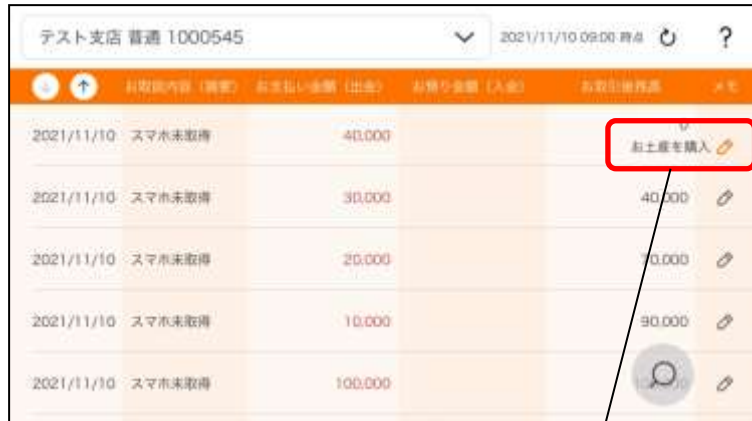 テスト支店 普通 1000545 2021/11/10 09:00 時点 ?
お取扱内容（摘要） お支払い金額（出金） お預り金額（入金） お取引後残高 メモ
2021/11/10 スマホ未取得 40,000 0
お土産を購入
2021/11/10 スマホ未取得 30,000 40,000
2021/11/10 スマホ未取得 20,000 70,000
2021/11/10 スマホ未取得 10,000 90,000
2021/11/10 スマホ未取得 100,000